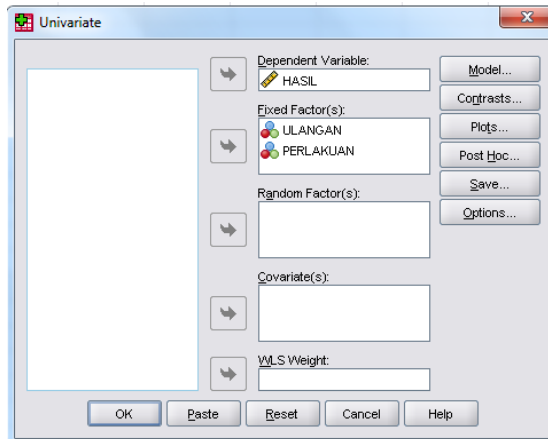 Univariate
Dependent Variable:
HASIL
Fixed Factor(s):
ULANGAN
PERLAKUAN
Random Factor(s):
Covariate(s):
WLS Weight:
Model...
Contrasts...
Plots...
Post Hoc...
Save...
Options...
OK
Paste
Reset
Cancel
Help